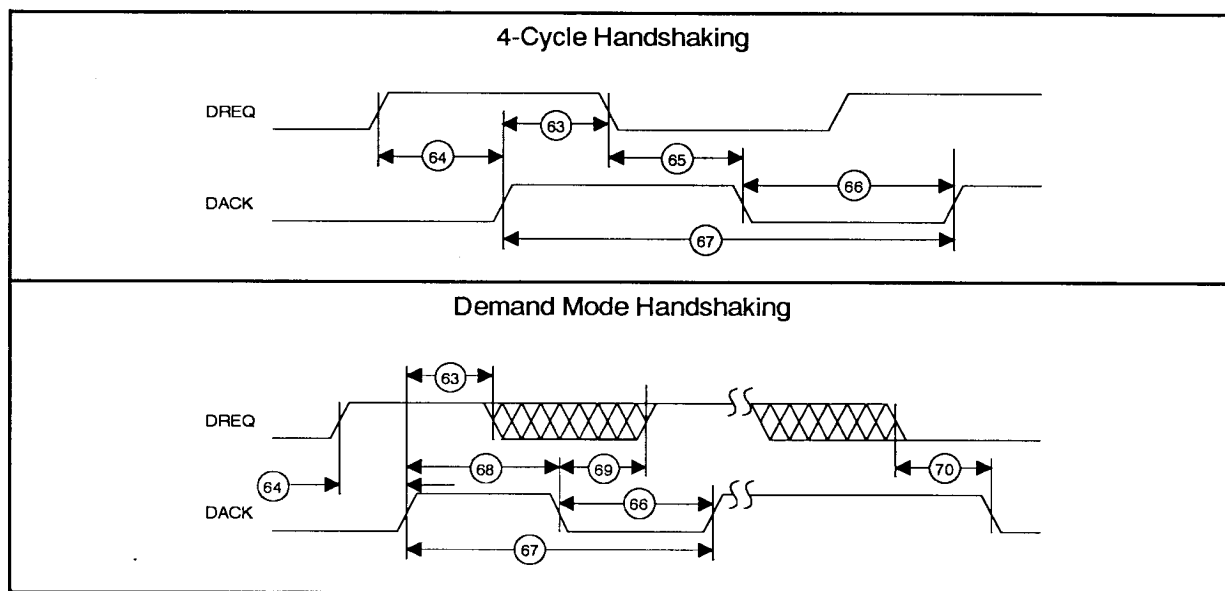 4-Cycle Handshaking
DREQ
63
64
65
66
DACK
67
Demand Mode Handshaking
63
DREQ
68
69
70
64
66
DACK
67